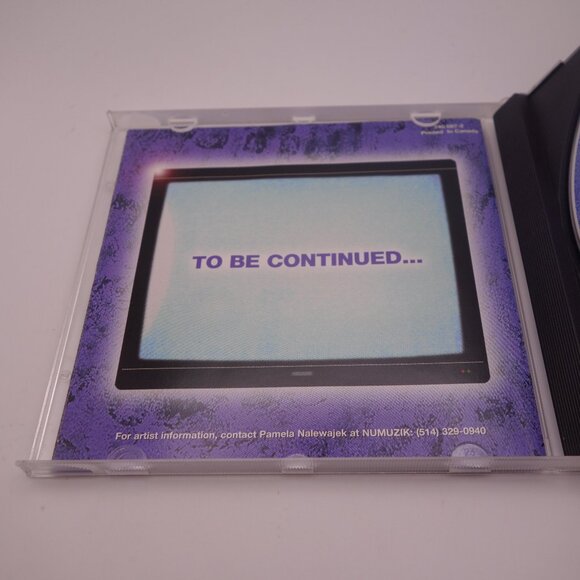 Printed in Canada
TO BE CONTINUED...
For artist information, contact Pamela Nalewajek at NUMUZIK: (514) 329-0940